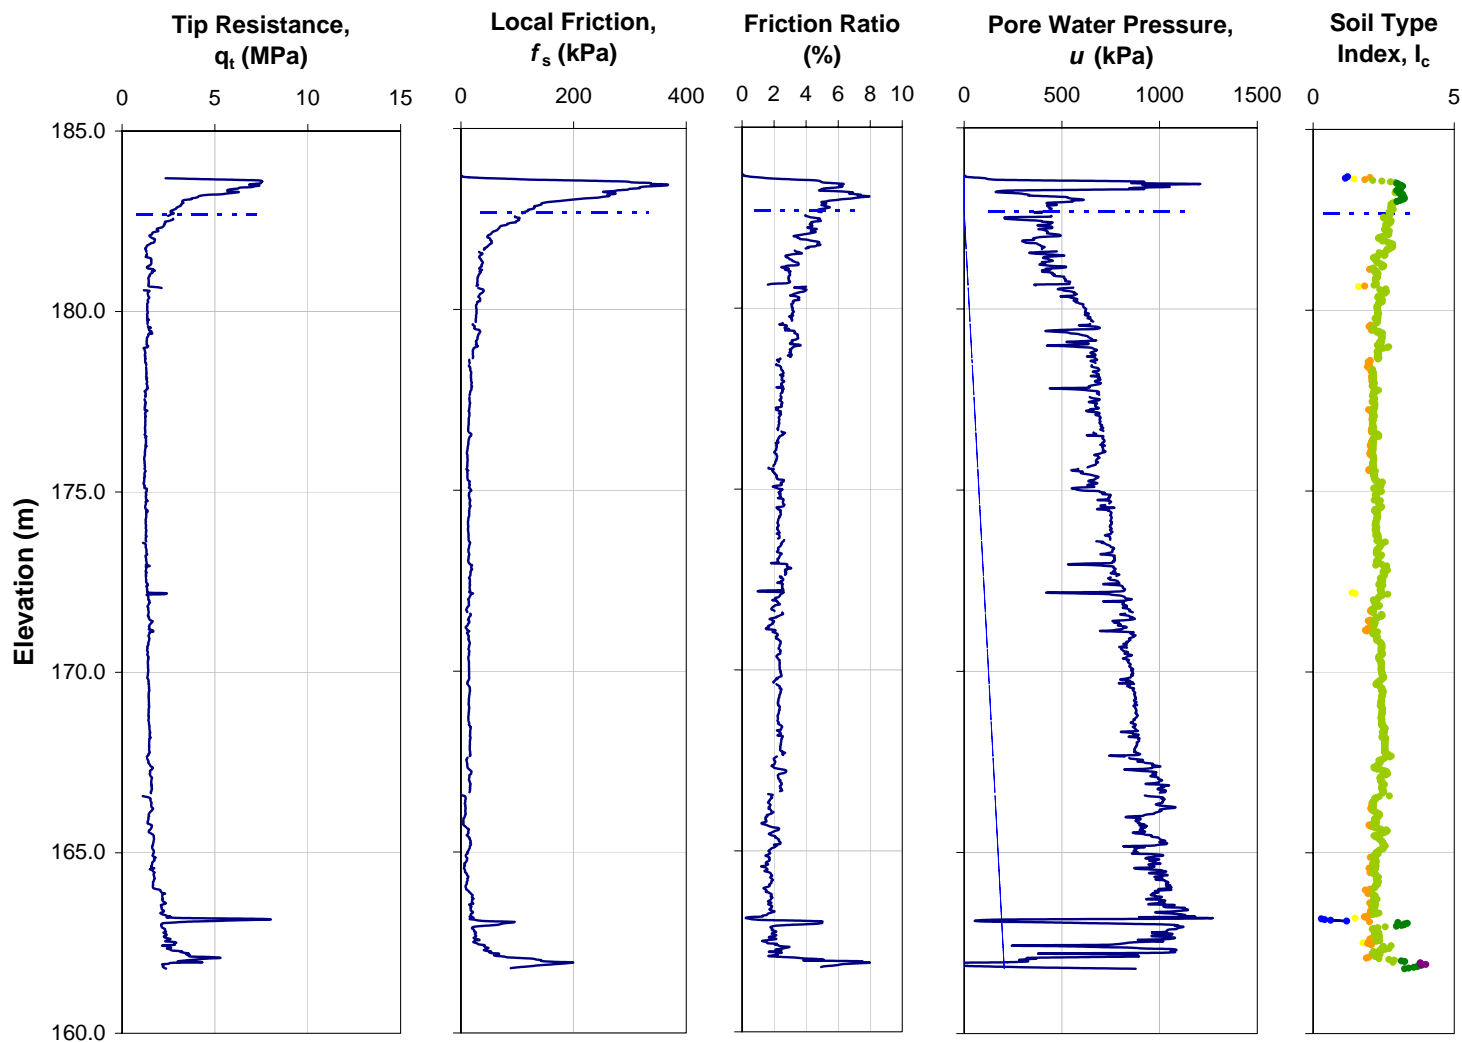 Tip Resistance,
qt (MPa)
Local Friction,
fs (kPa)
Friction Ratio
(%)
Pore Water Pressure,
u (kPa)
Soil Type
Index, Ic
0 5 10 15
0 200 400
0 2 4 6 8 10
0 500 1000 1500
0 5
185.0
180.0
175.0
170.0
165.0
160.0
Elevation (m)